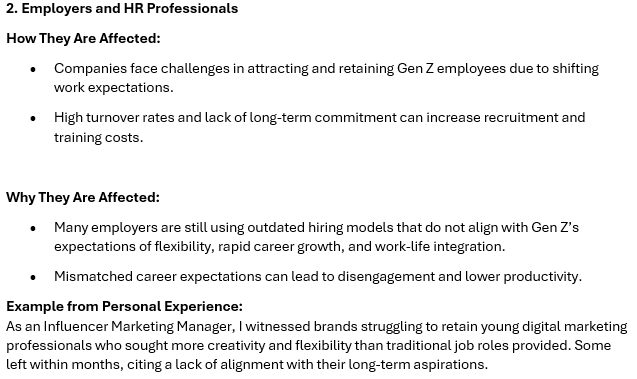 2. Employers and HR Professionals
How They Are Affected:
• Companies face challenges in attracting and retaining Gen Z employees due to shifting
work expectations.
• High turnover rates and lack of long-term commitment can increase recruitment and
training costs.
Why They Are Affected:
• Many employers are still using outdated hiring models that do not align with Gen Z's
expectations of flexibility, rapid career growth, and work-life integration.
• Mismatched career expectations can lead to disengagement and lower productivity.
Example from Personal Experience:
As an Influencer Marketing Manager, I witnessed brands struggling to retain young digital marketing
professionals who sought more creativity and flexibility than traditional job roles provided. Some
left within months, citing a lack of alignment with their long-term aspirations.